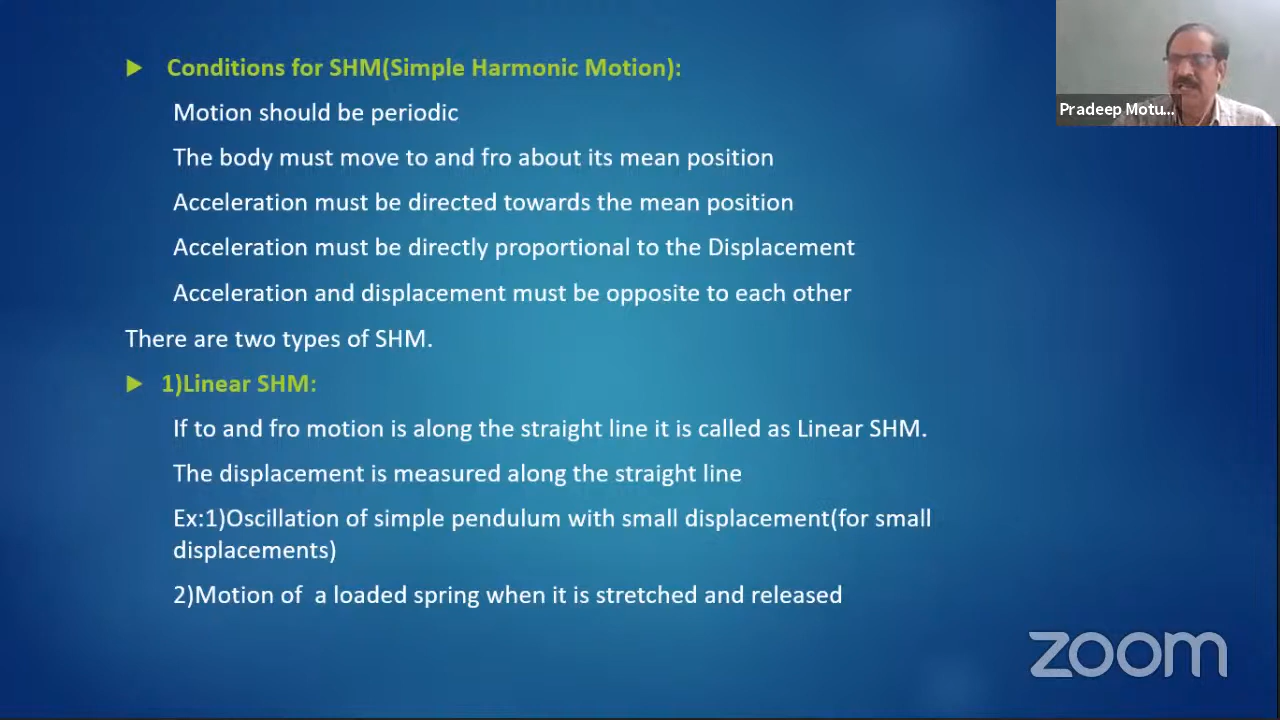 Conditions for SHM(Simple Harmonic Motion):
Motion should be periodic
The body must move to and fro about its mean position
Acceleration must be directed towards the mean position
Acceleration must be directly proportional to the Displacement
Acceleration and displacement must be opposite to each other
There are two types of SHM.
1)Linear SHM:
If to and fro motion is along the straight line it is called as Linear SHM.
The displacement is measured along the straight line
Ex:1)Oscillation of simple pendulum with small displacement(for small
displacements)
2)Motion of a loaded spring when it is stretched and released
Pradeep Motu...
zoom